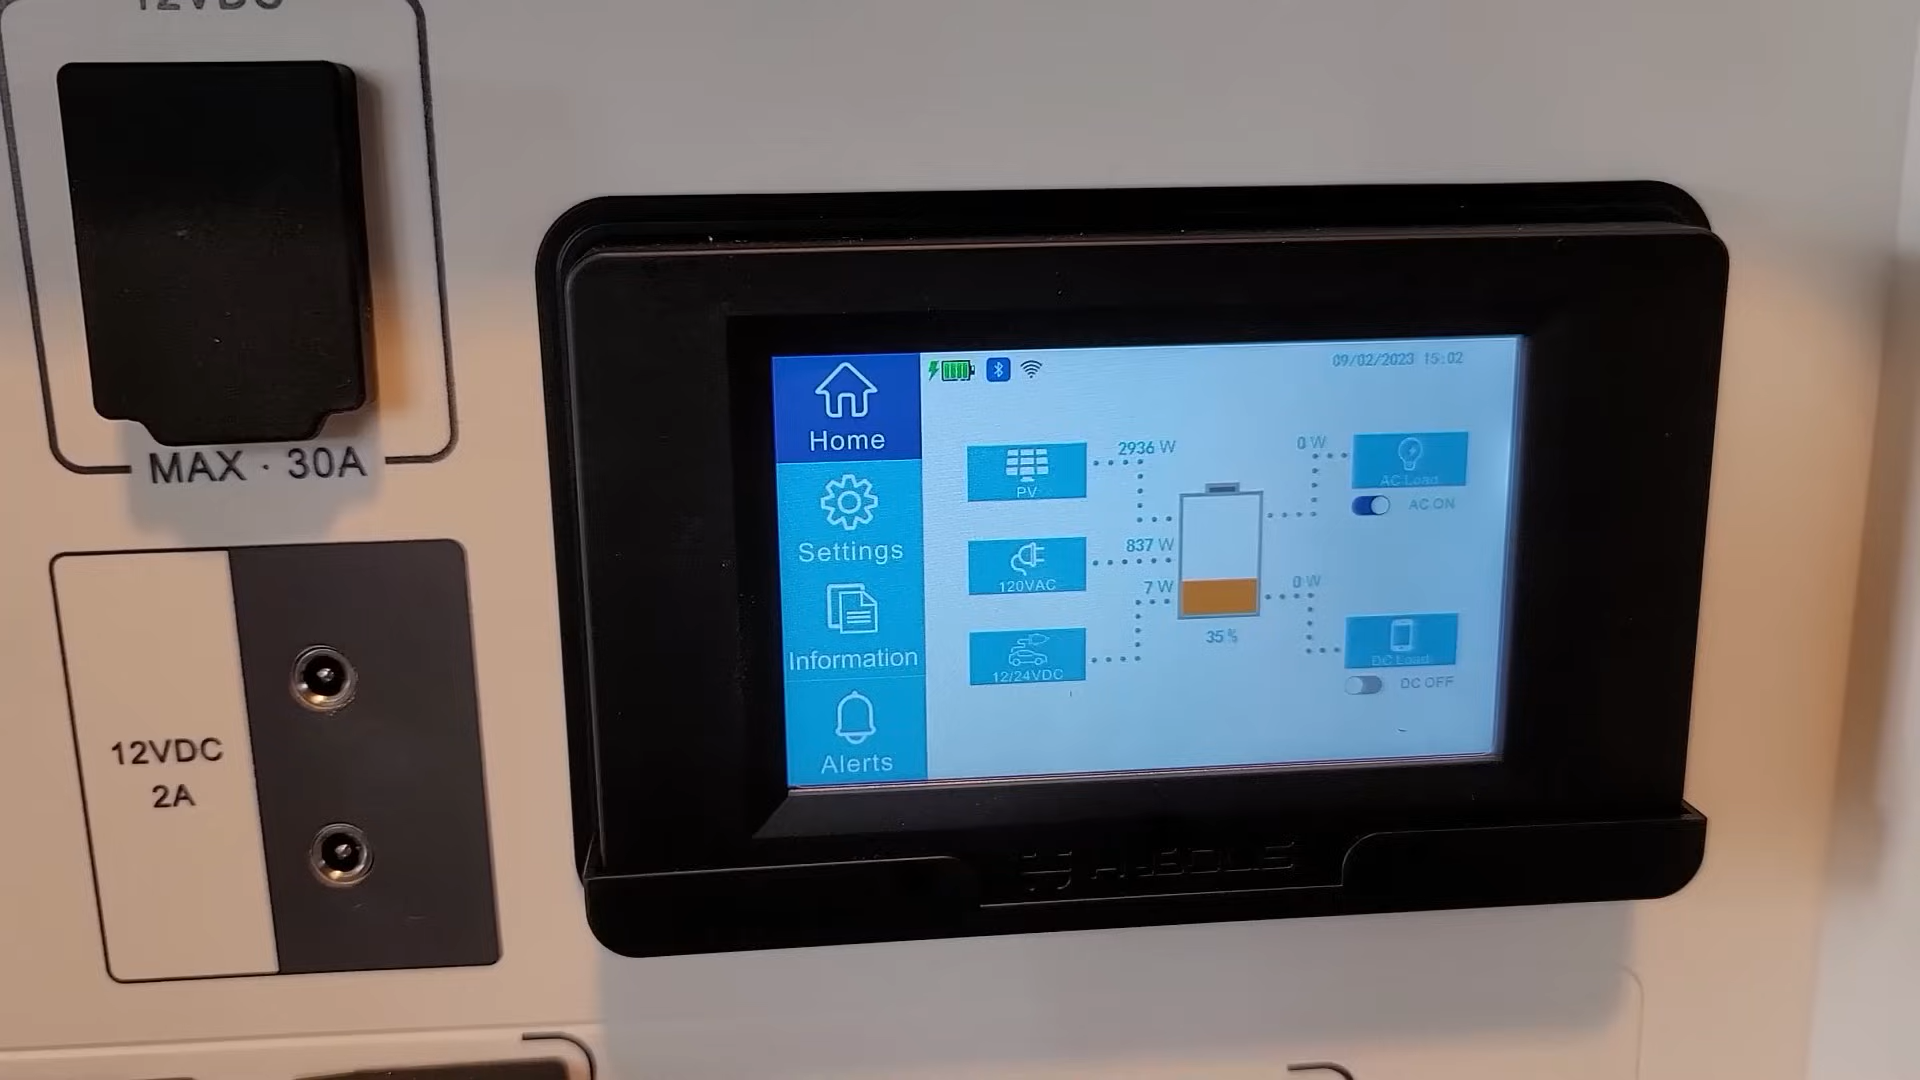 12VDC
MAX · 30A
12VDC
2A
Home
Settings
Information
Alerts
09/02/2023 15:02
PV
2936 W
120VAC
837 W
12/24VDC
7 W
35%
0 W
AC Load
AC ON
0 W
DC Load
DC OFF